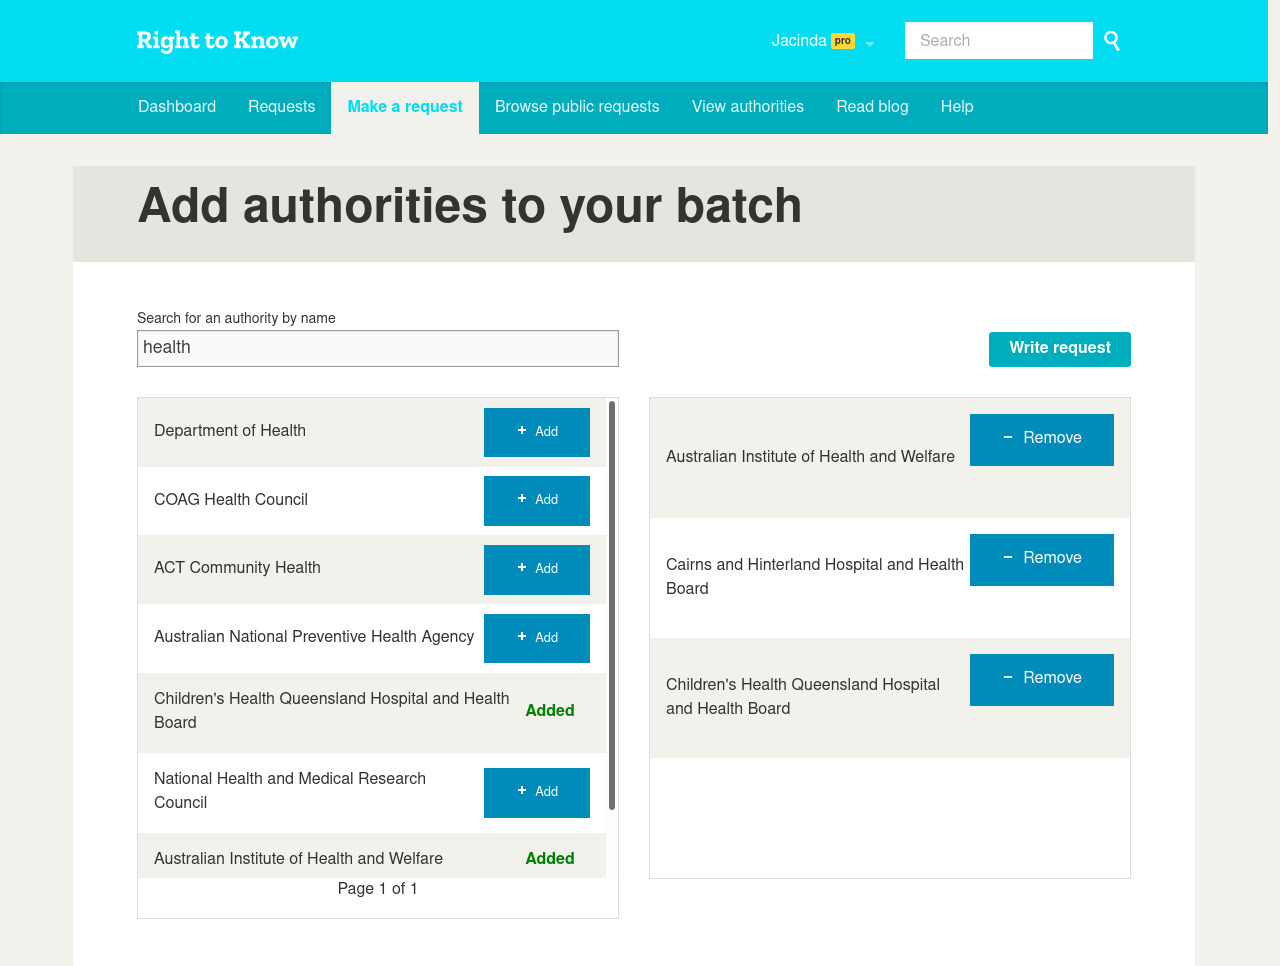 Right to Know
Jacinda pro
Search
Dashboard Requests Make a request Browse public requests View authorities Read blog Help
Add authorities to your batch
Search for an authority by name
health
Write request
Department of Health + Add
COAG Health Council + Add
ACT Community Health + Add
Australian National Preventive Health Agency + Add
Children's Health Queensland Hospital and Health
Board
Added
National Health and Medical Research
Council
+ Add
Australian Institute of Health and Welfare Added
Page 1 of 1
Australian Institute of Health and Welfare − Remove
Cairns and Hinterland Hospital and Health
Board
− Remove
Children's Health Queensland Hospital
and Health Board
− Remove